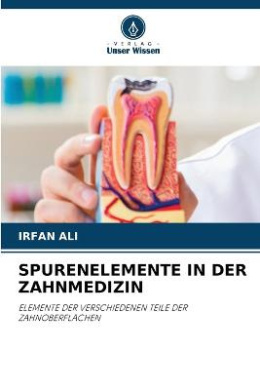 · VERLAG ·
Unser Wissen
IRFAN ALI
SPURENELEMENTE IN DER
ZAHNMEDIZIN
ELEMENTE DER VERSCHIEDENEN TEILE DER
ZAHNOBERFLÄCHEN